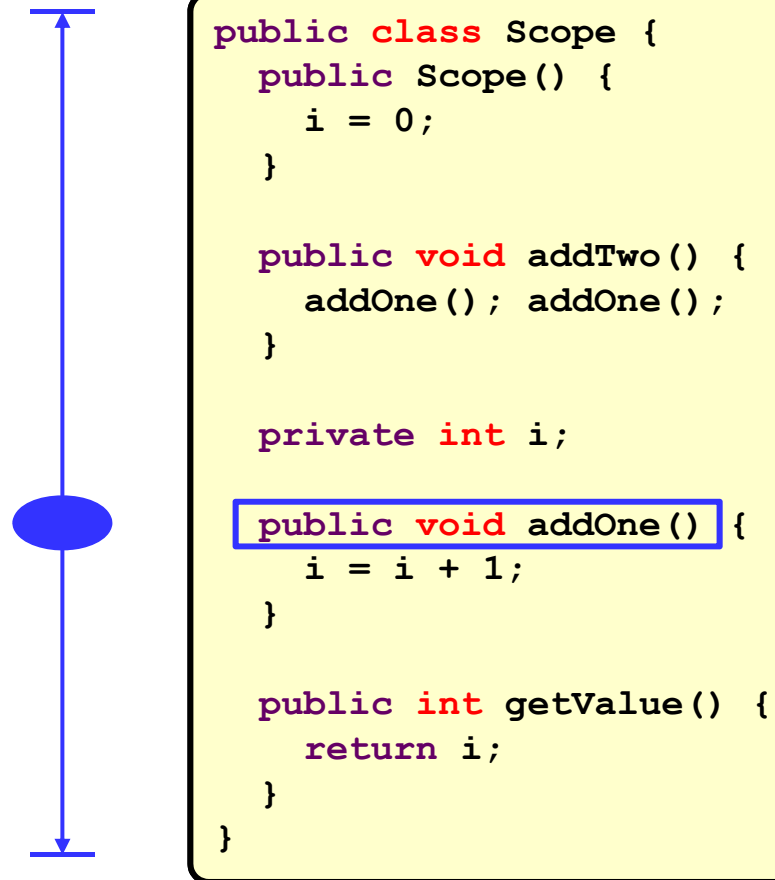 public class Scope {
public Scope() {
i = 0;
}
public void addTwo() {
addOne(); addOne();
}
private int i;
public void addOne() {
i = i + 1;
}
public int getValue() {
return i;
}
}